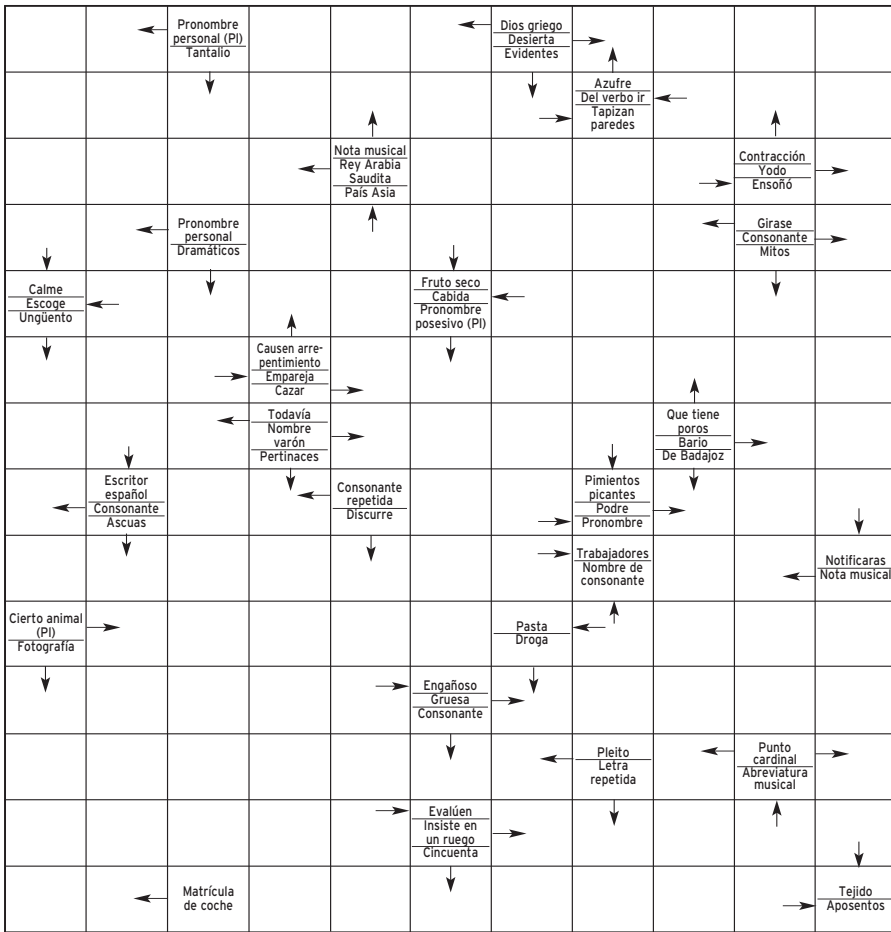 Pronombre
personal (Pl)
Tantalio
Dios griego
Desierta
Evidentes
Azufre
Del verbo ir
Tapizan
paredes
Nota musical
Rey Arabia
Saudita
País Asia
Contracción
Yodo
Ensoñó
Pronombre
personal
Dramáticos
Girase
Consonante
Mitos
Calme
Escoge
Ungüento
Fruto seco
Cabida
Pronombre
posesivo (Pl)
Causen arre-
pentimiento
Empareja
Cazar
Todavía
Nombre
varón
Pertinaces
Que tiene
poros
Bario
De Badajoz
Escritor
español
Consonante
Ascuas
Consonante
repetida
Discurre
Pimientos
picantes
Podre
Pronombre
Trabajadores
Nombre de
consonante
Notificaras
Nota musical
Cierto animal
(Pl)
Fotografía
Pasta
Droga
Engañoso
Gruesa
Consonante
Pleito
Letra
repetida
Punto
cardinal
Abreviatura
musical
Evalúen
Insiste en
un ruego
Cincuenta
Matrícula
de coche
Tejido
Aposentos